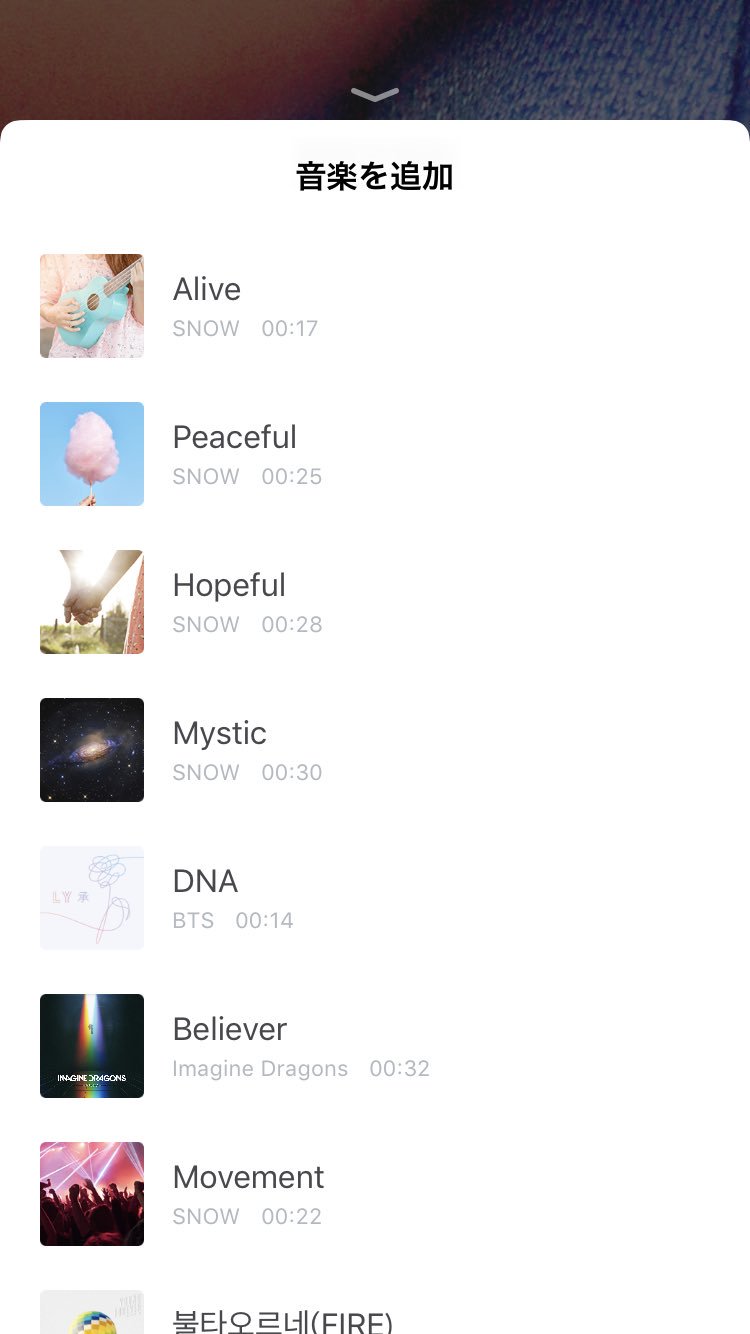 音楽を追加
Alive
SNOW 00:17
Peaceful
SNOW 00:25
Hopeful
SNOW 00:28
Mystic
SNOW 00:30
LY 承
DNA
BTS 00:14
Believer
IMAGINE DRAGONS
Imagine Dragons 00:32
Movement
SNOW 00:22
불타오르네(FIRE)